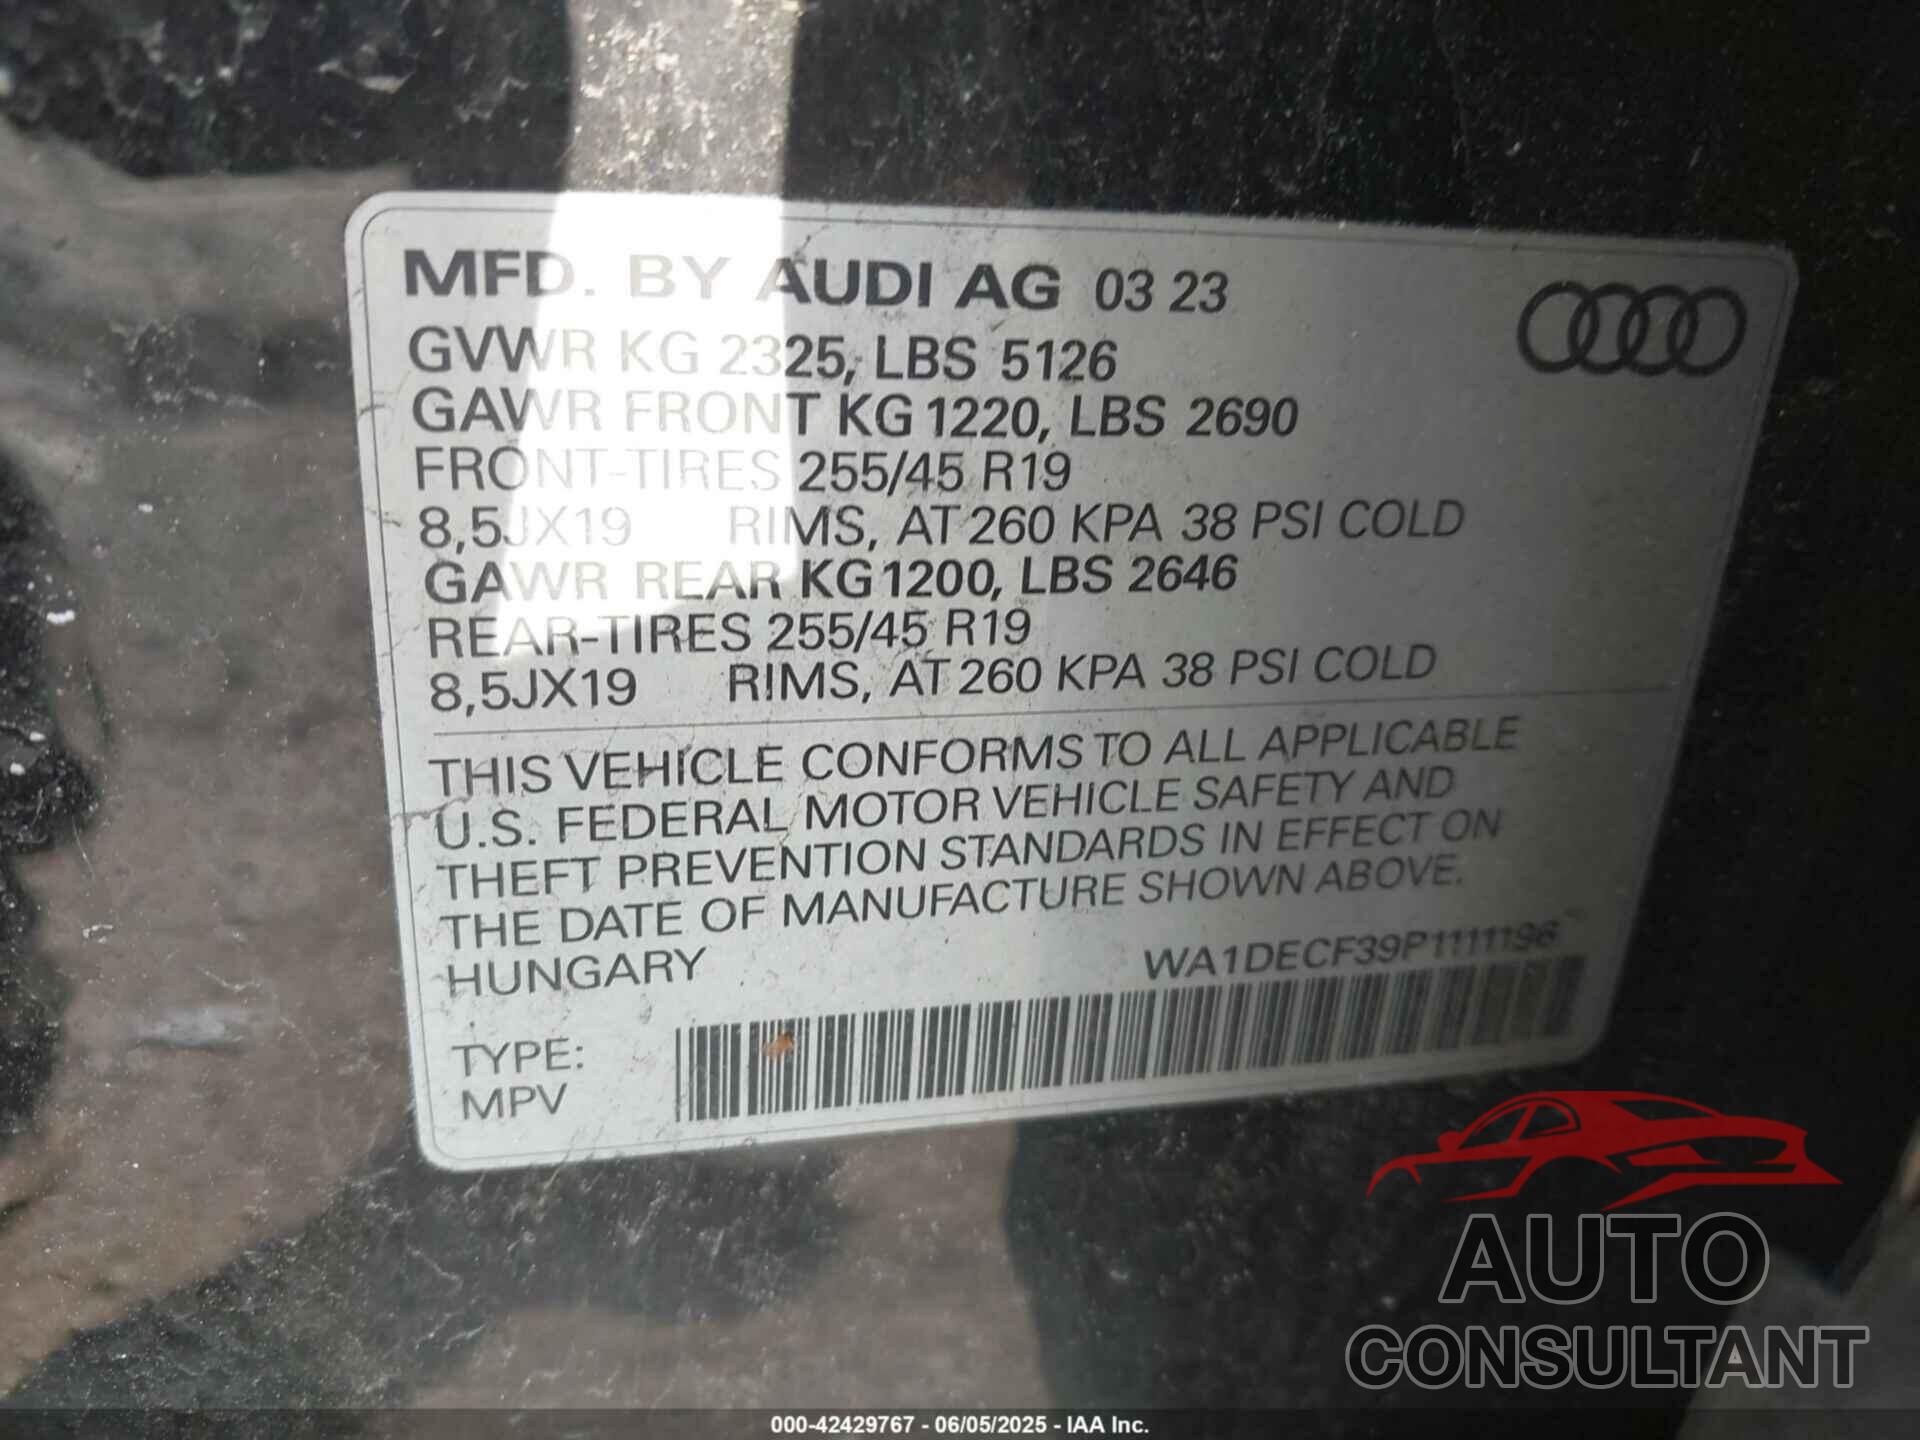 MFD. BY AUDI AG 03 23
GVWR KG 2325, LBS 5126
GAWR FRONT KG 1220, LBS 2690
FRONT-TIRES 255/45 R19
8,5JX19 RIMS, AT 260 KPA 38 PSI COLD
GAWR REAR KG 1200, LBS 2646
REAR-TIRES 255/45 R19
8,5JX19 RIMS, AT 260 KPA 38 PSI COLD
THIS VEHICLE CONFORMS TO ALL APPLICABLE
U.S. FEDERAL MOTOR VEHICLE SAFETY AND
THEFT PREVENTION STANDARDS IN EFFECT ON
THE DATE OF MANUFACTURE SHOWN ABOVE.
HUNGARY WA1DECF39P1111196
TYPE:
MPV
AUTO
CONSULTANT
000-42429767 - 06/05/2025 - IAA Inc.